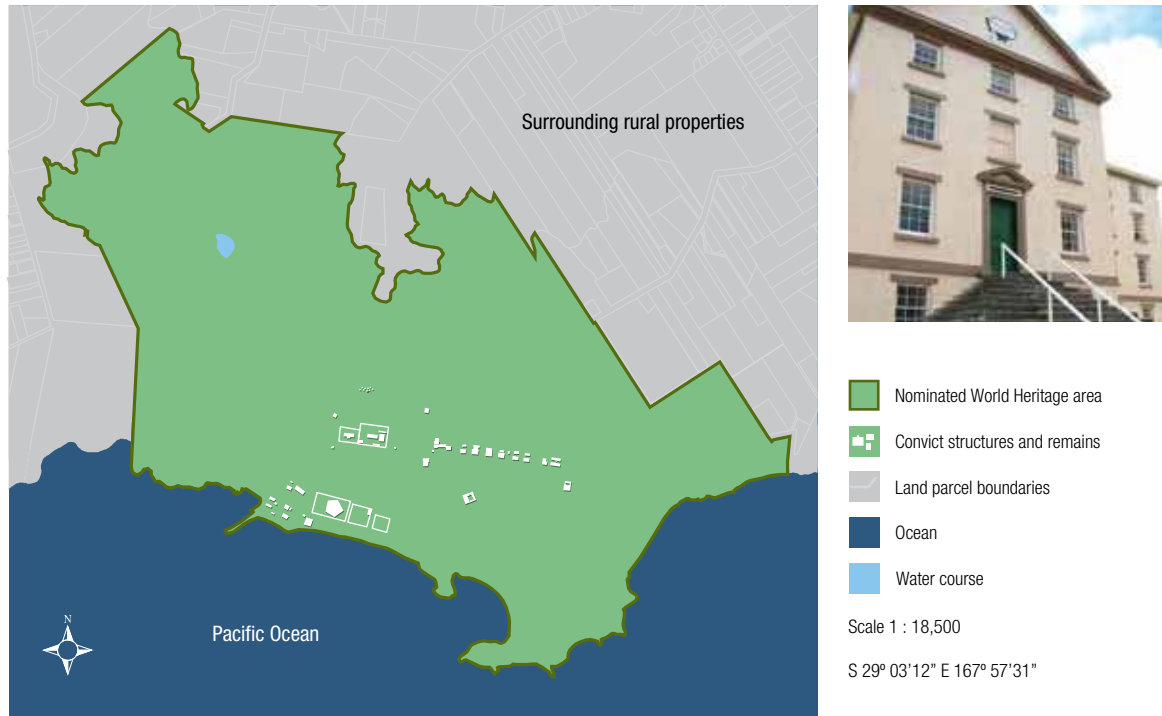 Surrounding rural properties
N
Pacific Ocean
Nominated World Heritage area
Convict structures and remains
Land parcel boundaries
Ocean
Water course
Scale 1 : 18,500
S 29º 03’12” E 167º 57’31”